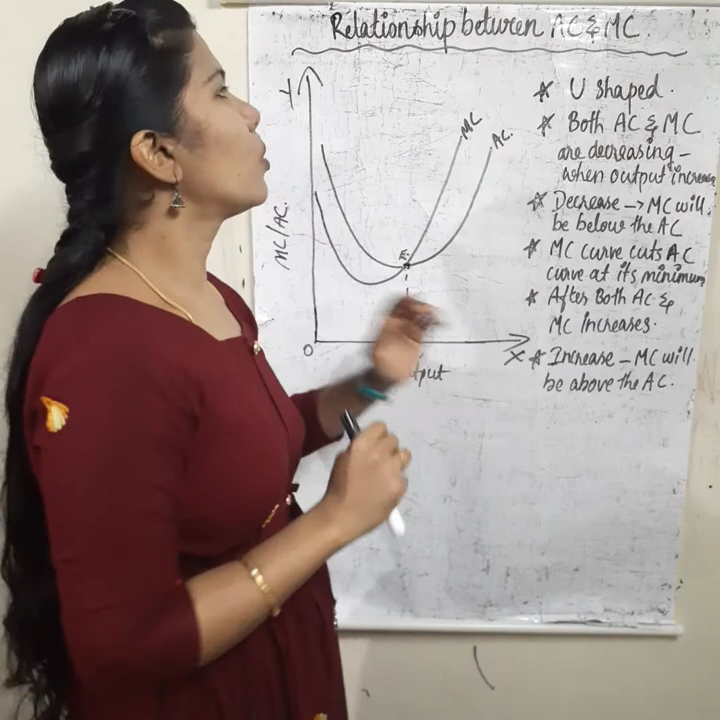 Relationship between AC & MC.
Y
MC
AC.
MC/AC.
E
O
X
* U shaped.
* Both AC & MC
are decreasing -
when output increases
* Decrease → MC will
be below the AC
* MC curve cuts AC
curve at its minimum
* After Both AC &
MC increases.
* Increase - MC will
be above the AC.